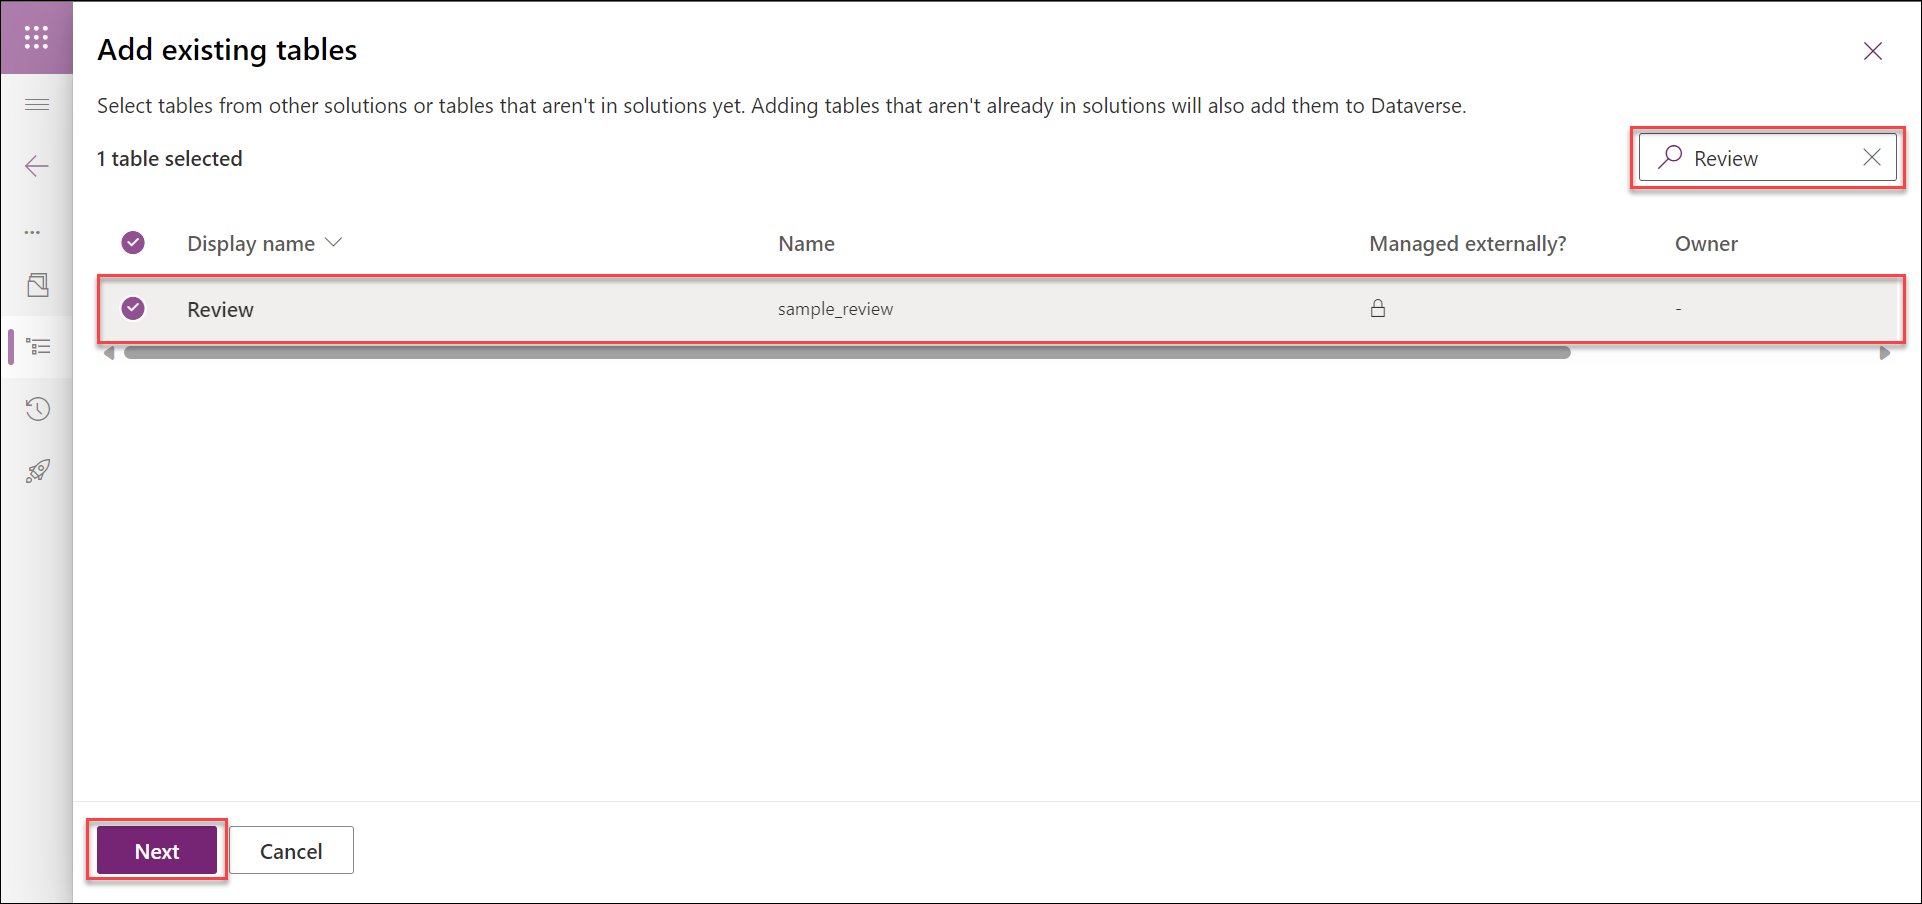 Add existing tables
Select tables from other solutions or tables that aren't in solutions yet. Adding tables that aren't already in solutions will also add them to Dataverse.
1 table selected
Review
Display name Name Managed externally? Owner
Review sample_review -
Next Cancel